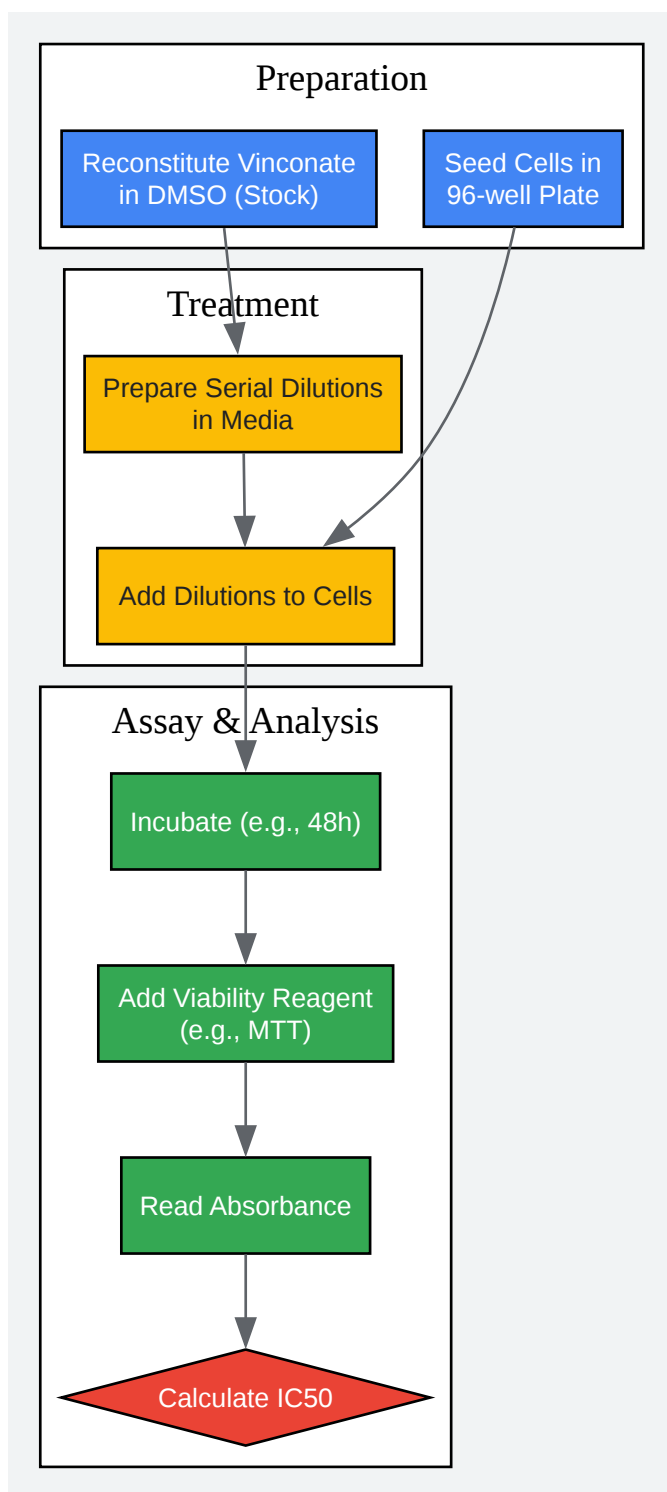 Preparation
Reconstitute Vinconate
in DMSO (Stock)
Seed Cells in
96-well Plate
Treatment
Prepare Serial Dilutions
in Media
Add Dilutions to Cells
Assay & Analysis
Incubate (e.g., 48h)
Add Viability Reagent
(e.g., MTT)
Read Absorbance
Calculate IC50